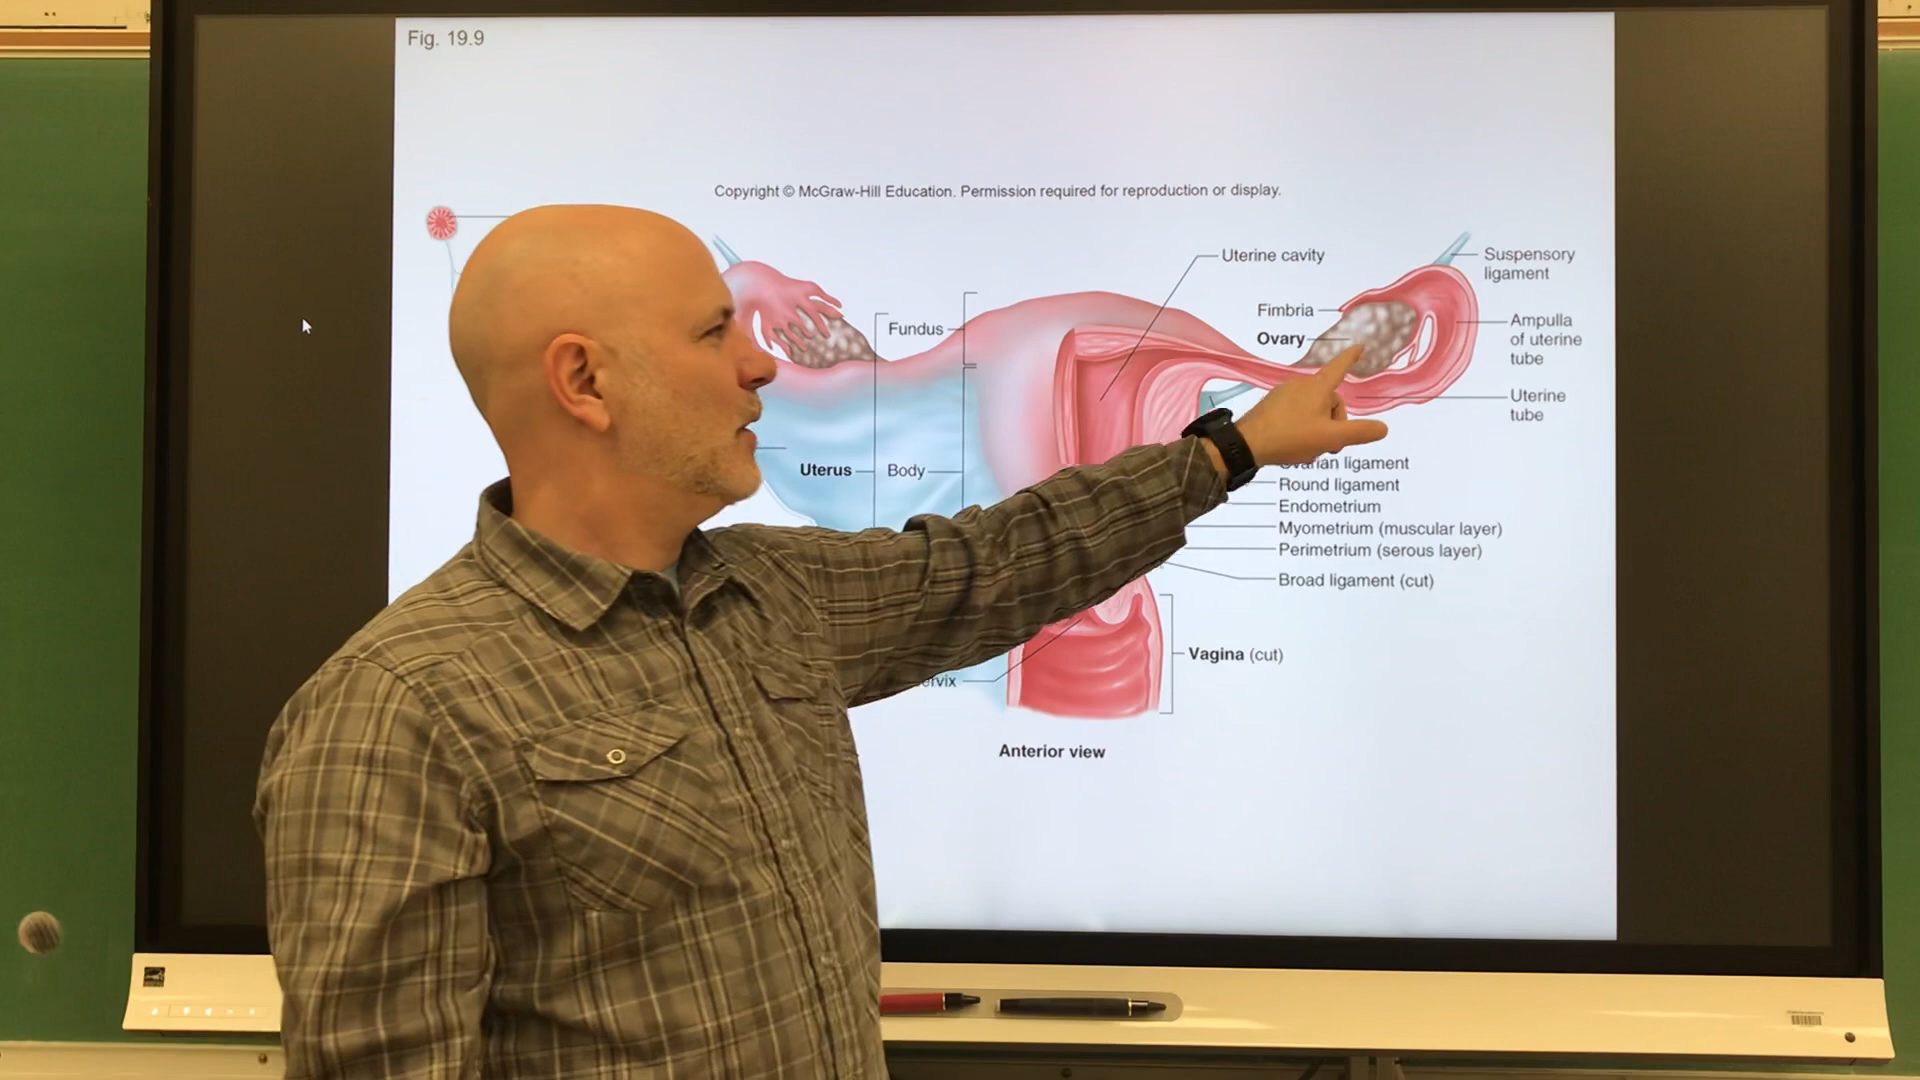 Fig. 19.9
Copyright © McGraw-Hill Education. Permission required for reproduction or display.
Uterine cavity
Suspensory
ligament
Fimbria
Ovary
Ampulla
of uterine
tube
Fundus
Uterine
tube
Uterus
Body
ligament
Round ligament
Endometrium
Myometrium (muscular layer)
Perimetrium (serous layer)
Broad ligament (cut)
Vagina (cut)
Anterior view